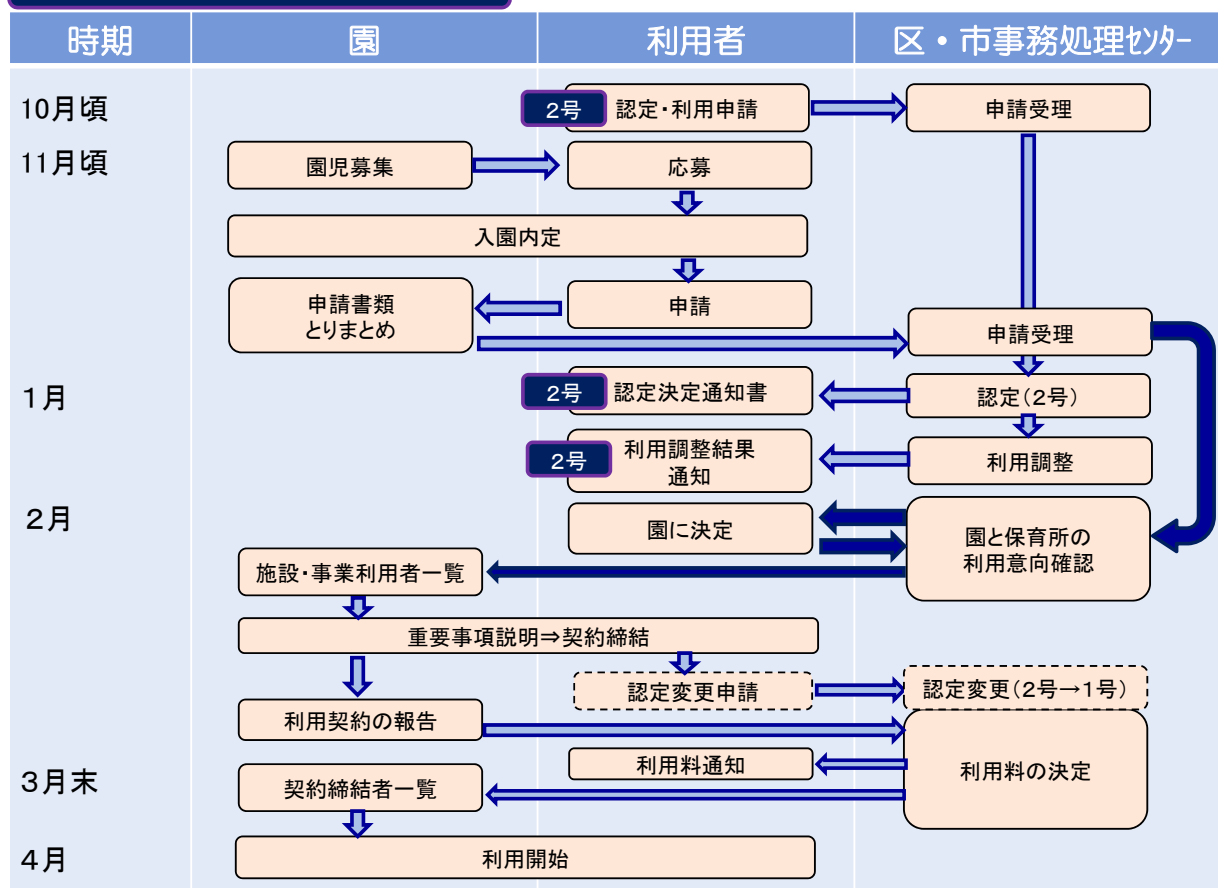 時期
園
利用者
区・市事務処理ｾﾝﾀｰ
10月頃
2号
認定・利用申請
申請受理
11月頃
園児募集
応募
入園内定
申請書類
とりまとめ
申請
申請受理
1月
2号
認定決定通知書
認定（2号）
2号
利用調整結果
通知
利用調整
2月
園に決定
園と保育所の
利用意向確認
施設・事業利用者一覧
重要事項説明⇒契約締結
認定変更申請
認定変更（2号→1号）
利用契約の報告
利用料通知
利用料の決定
3月末
契約締結者一覧
4月
利用開始